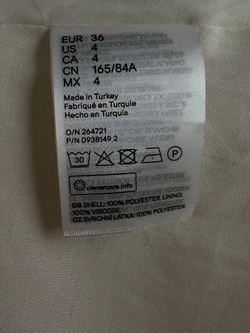 EUR 36
US 4
CA 4
CN 165/84A
MX 4
Made in Turkey
Fabriqué en Turquie
Hecho en Turquía
O/N 264721
P/N 0938149 2
30
P
clevercare.info
GB SHELL: 100% POLYESTER. LINING:
100% VISCOSE.
CZ SVRCHNÍ LÁTKA: 100% POLYESTER.